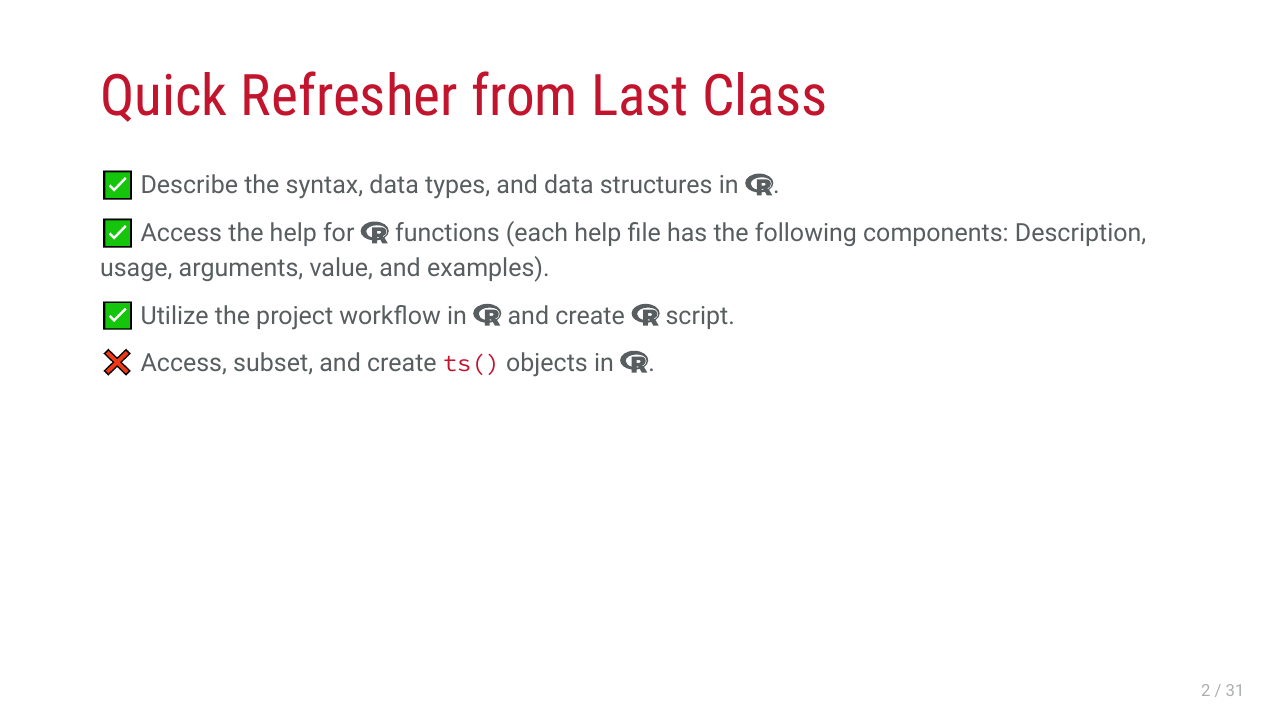 Quick Refresher from Last Class
✅ Describe the syntax, data types, and data structures in R.
✅ Access the help for R functions (each help file has the following components: Description,
usage, arguments, value, and examples).
✅ Utilize the project workflow in R and create R script.
❌ Access, subset, and create ts() objects in R.
2 / 31